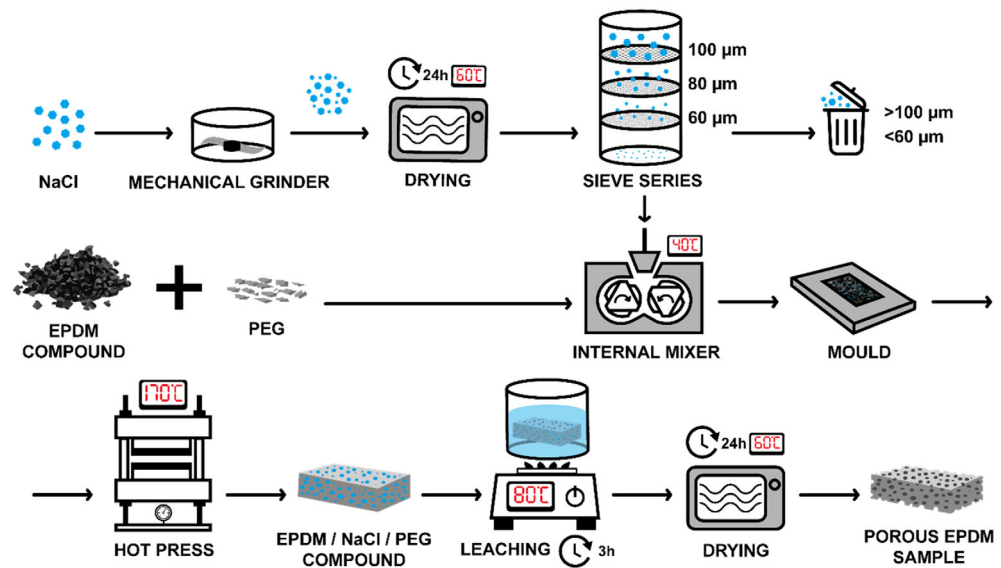 24h 60℃
100 µm
80 µm
60 µm
>100 µm
<60 µm
NaCl
MECHANICAL GRINDER
DRYING
SIEVE SERIES
40℃
EPDM
COMPOUND
PEG
INTERNAL MIXER
MOULD
170℃
80℃
24h 60℃
HOT PRESS
EPDM / NaCl / PEG
COMPOUND
LEACHING 3h
DRYING
POROUS EPDM
SAMPLE